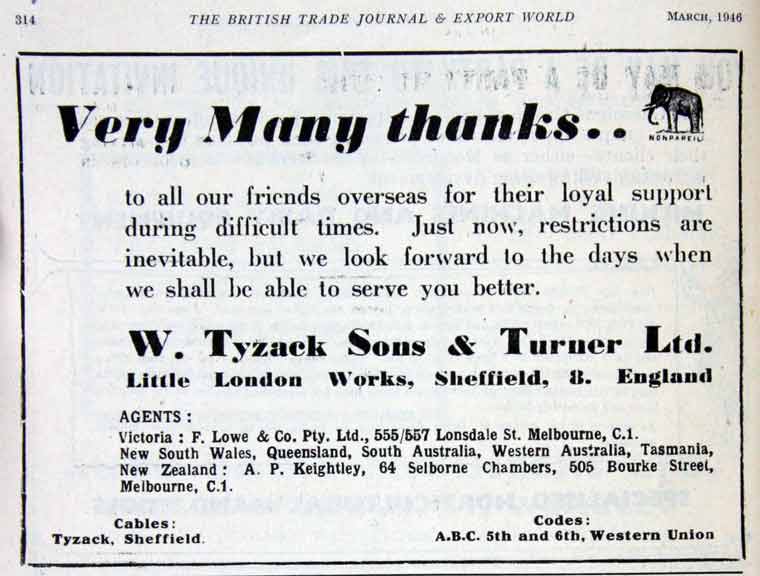 314 THE BRITISH TRADE JOURNAL & EXPORT WORLD MARCH, 1946
Very Many thanks..
NONPAREIL
to all our friends overseas for their loyal support
during difficult times. Just now, restrictions are
inevitable, but we look forward to the days when
we shall be able to serve you better.
W. Tyzack Sons & Turner Ltd.
Little London Works, Sheffield, 8. England
AGENTS :
Victoria : F. Lowe & Co. Pty. Ltd., 555/557 Lonsdale St. Melbourne, C.1.
New South Wales, Queensland, South Australia, Western Australia, Tasmania,
New Zealand : A. P. Keightley, 64 Selborne Chambers, 505 Bourke Street,
Melbourne, C.1.
Cables :
Tyzack, Sheffield.
Codes :
A.B.C. 5th and 6th, Western Union